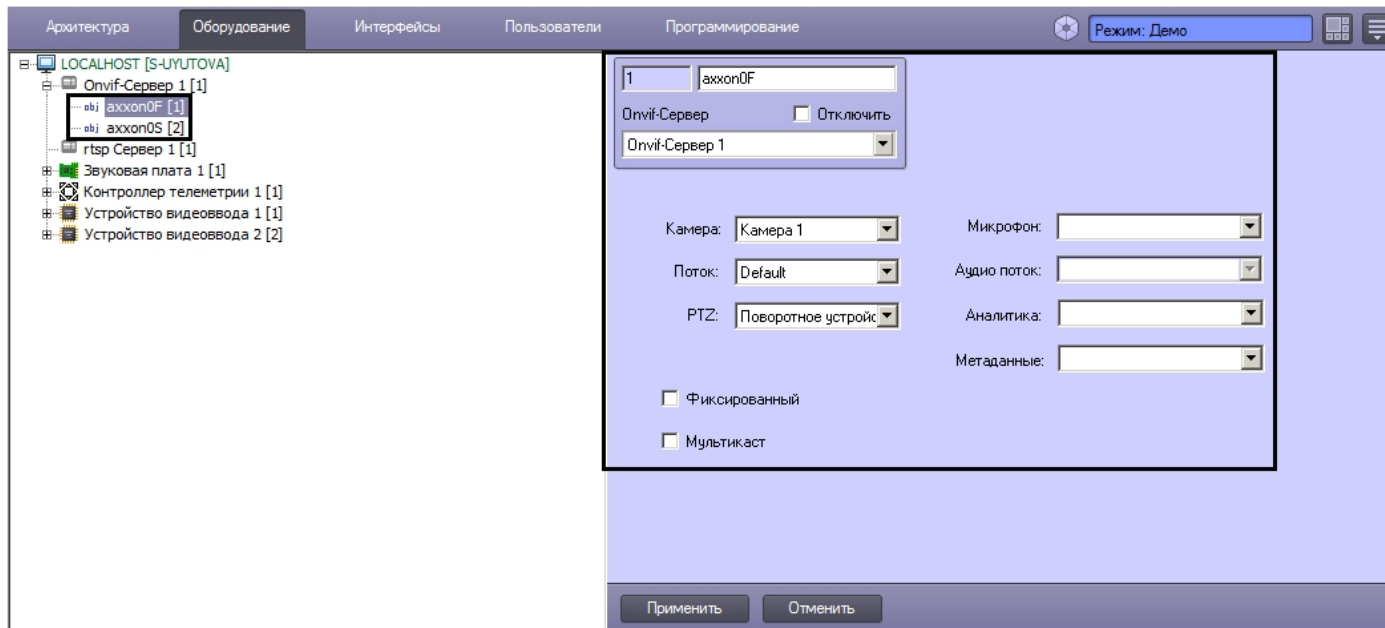 Архитектура Оборудование Интерфейсы Пользователи Программирование Режим: Демо
LOCALHOST [S-UYUTOVA]
Onvif-Сервер 1 [1]
obj axxon0F [1]
obj axxon0S [2]
rtsp Сервер 1 [1]
Звуковая плата 1 [1]
Контроллер телеметрии 1 [1]
Устройство видеоввода 1 [1]
Устройство видеоввода 2 [2]
1 axxon0F
Onvif-Сервер Отключить
Onvif-Сервер 1
Камера: Камера 1 Микрофон:
Поток: Default Аудио поток:
PTZ: Поворотное устройс Аналитика:
Метаданные:
Фиксированный
Мультикаст
Применить Отменить